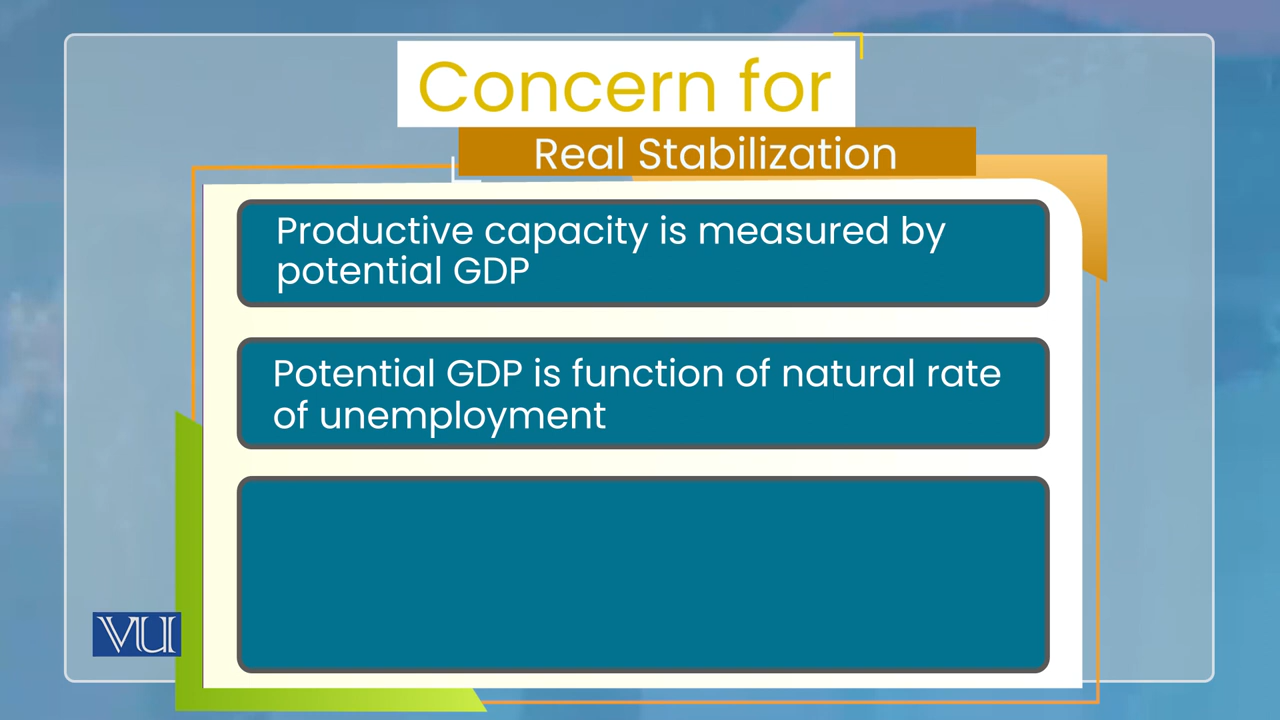 Concern for
Real Stabilization
Productive capacity is measured by
potential GDP
Potential GDP is function of natural rate
of unemployment
VU